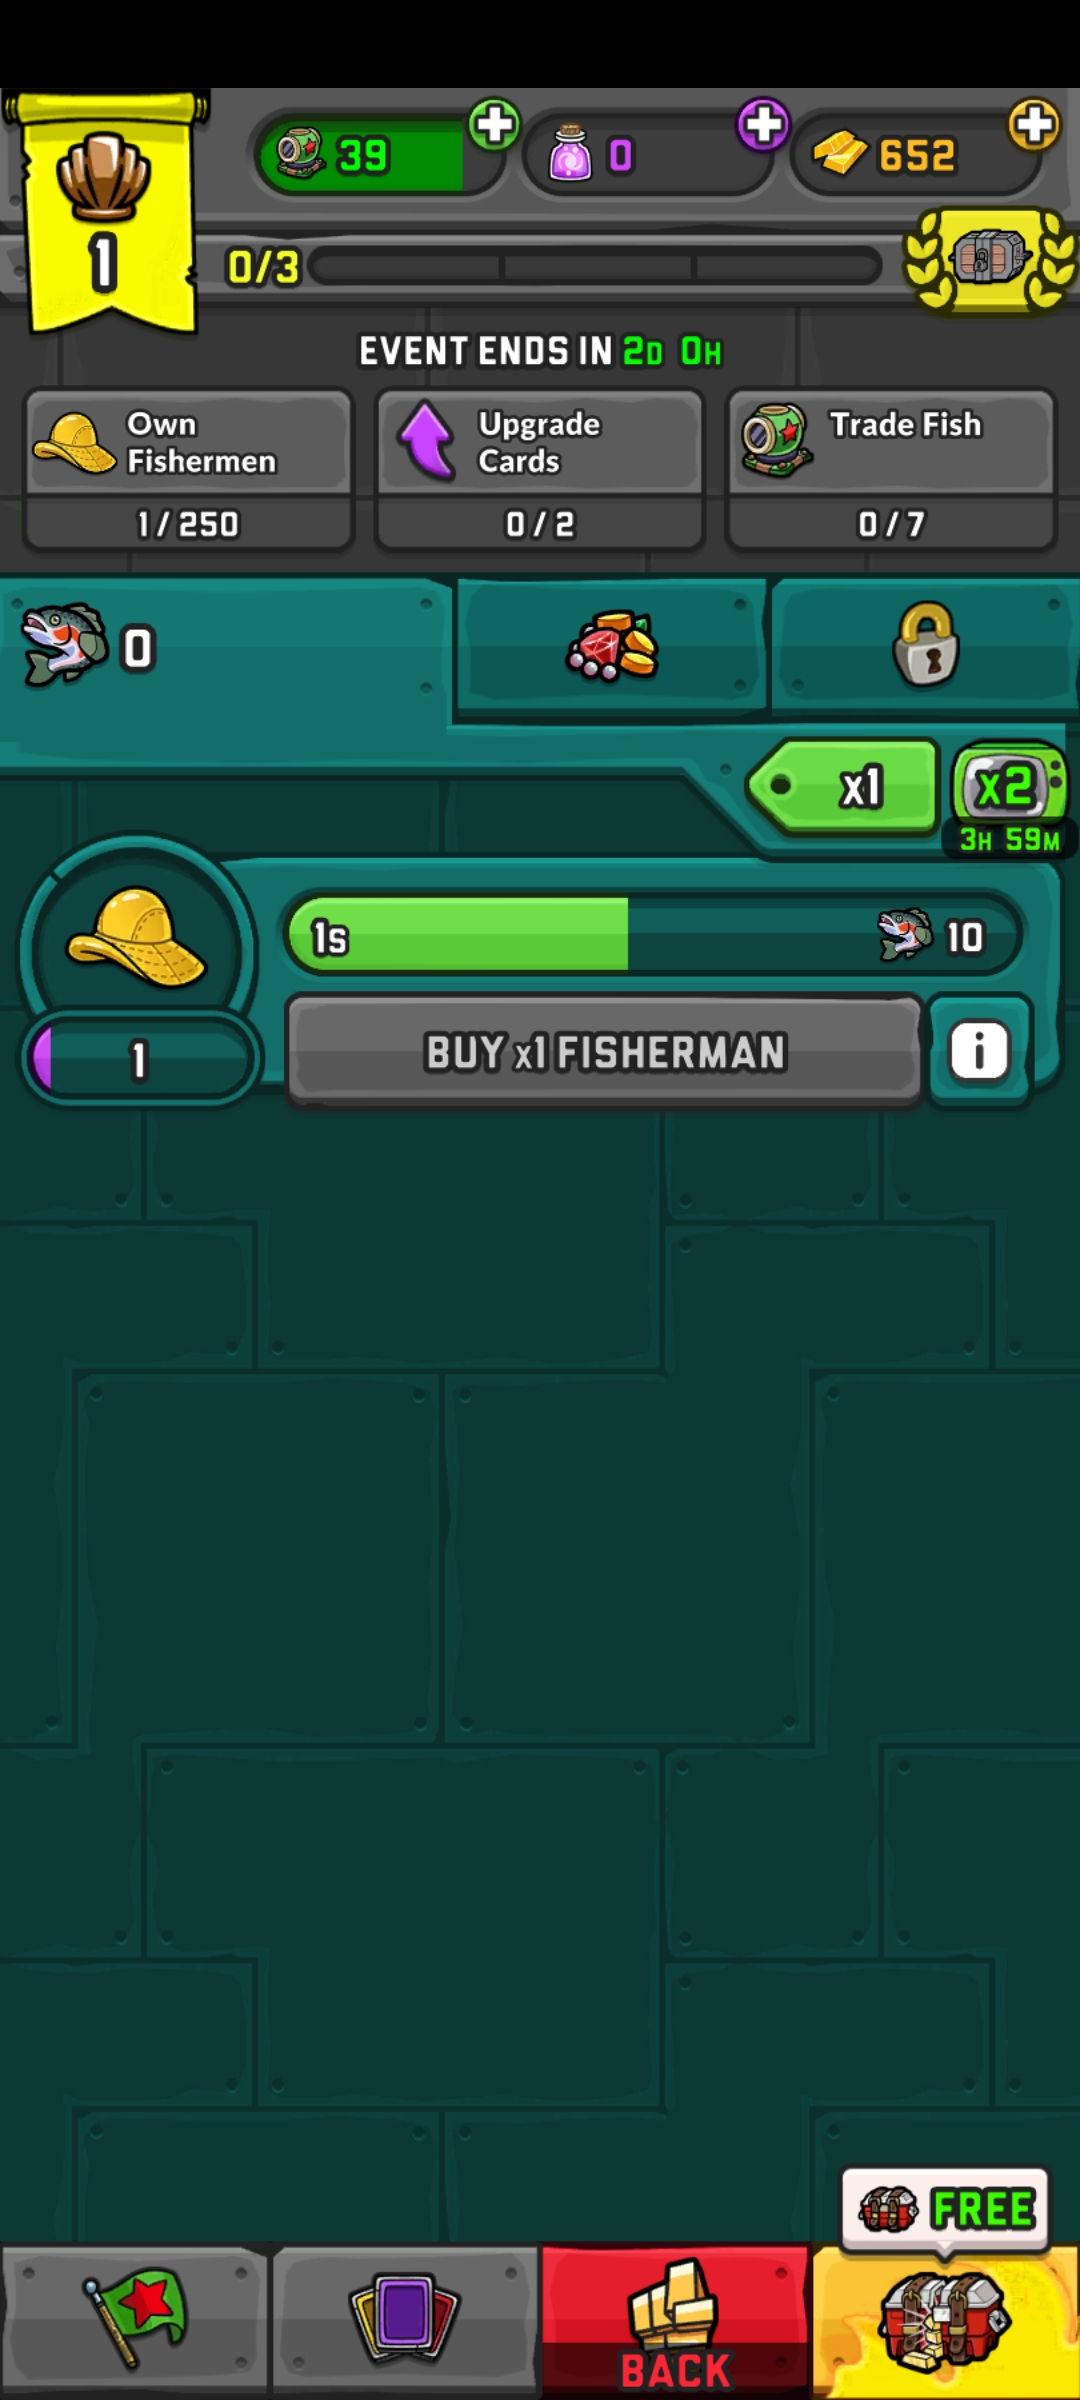 39
0
652
1
0/3
EVENT ENDS IN 2D 0H
Own
Fishermen
Upgrade
Cards
Trade Fish
1 / 250
0 / 2
0 / 7
0
x1
x2
3H 59M
1s
10
1
BUY x1 FISHERMAN
i
FREE
BACK